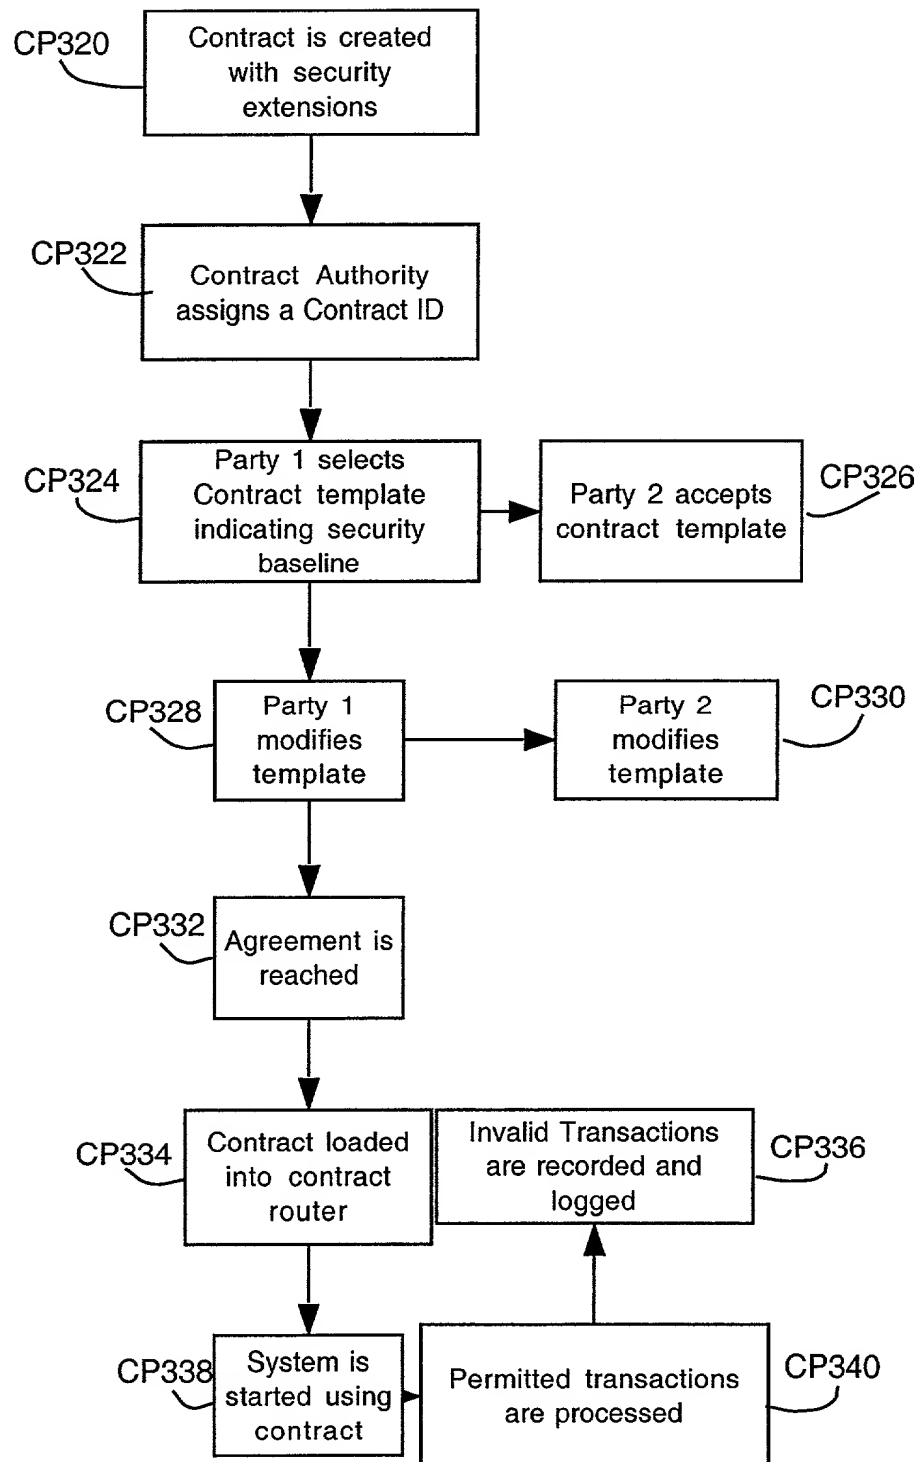 CP320
Contract is created
with security
extensions
CP322
Contract Authority
assigns a Contract ID
CP324
Party 1 selects
Contract template
indicating security
baseline
Party 2 accepts
contract template
CP326
CP328
Party 1
modifies
template
Party 2
modifies
template
CP330
CP332
Agreement is
reached
CP334
Contract loaded
into contract
router
Invalid Transactions
are recorded and
logged
CP336
CP338
System is
started using
contract
Permitted transactions
are processed
CP340